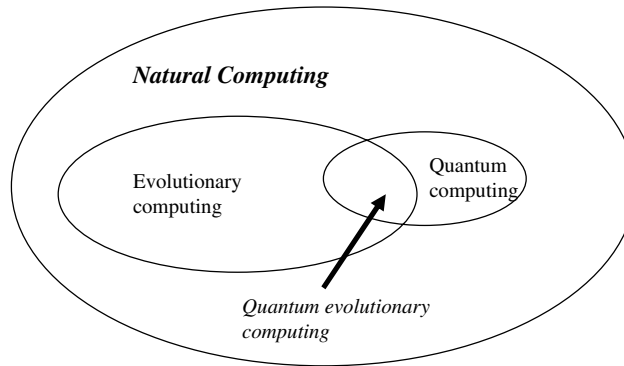 Natural Computing
Evolutionary
computing
Quantum
computing
Quantum evolutionary
computing